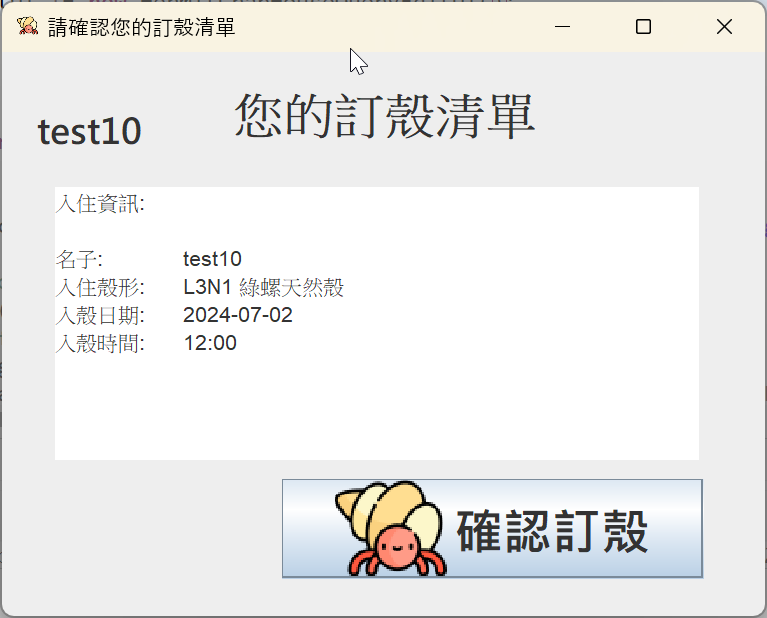 請確認您的訂殼清單
test10
您的訂殼清單
入住資訊:
名子: test10
入住殼形: L3N1 綠螺天然殼
入殼日期: 2024-07-02
入殼時間: 12:00
確認訂殼